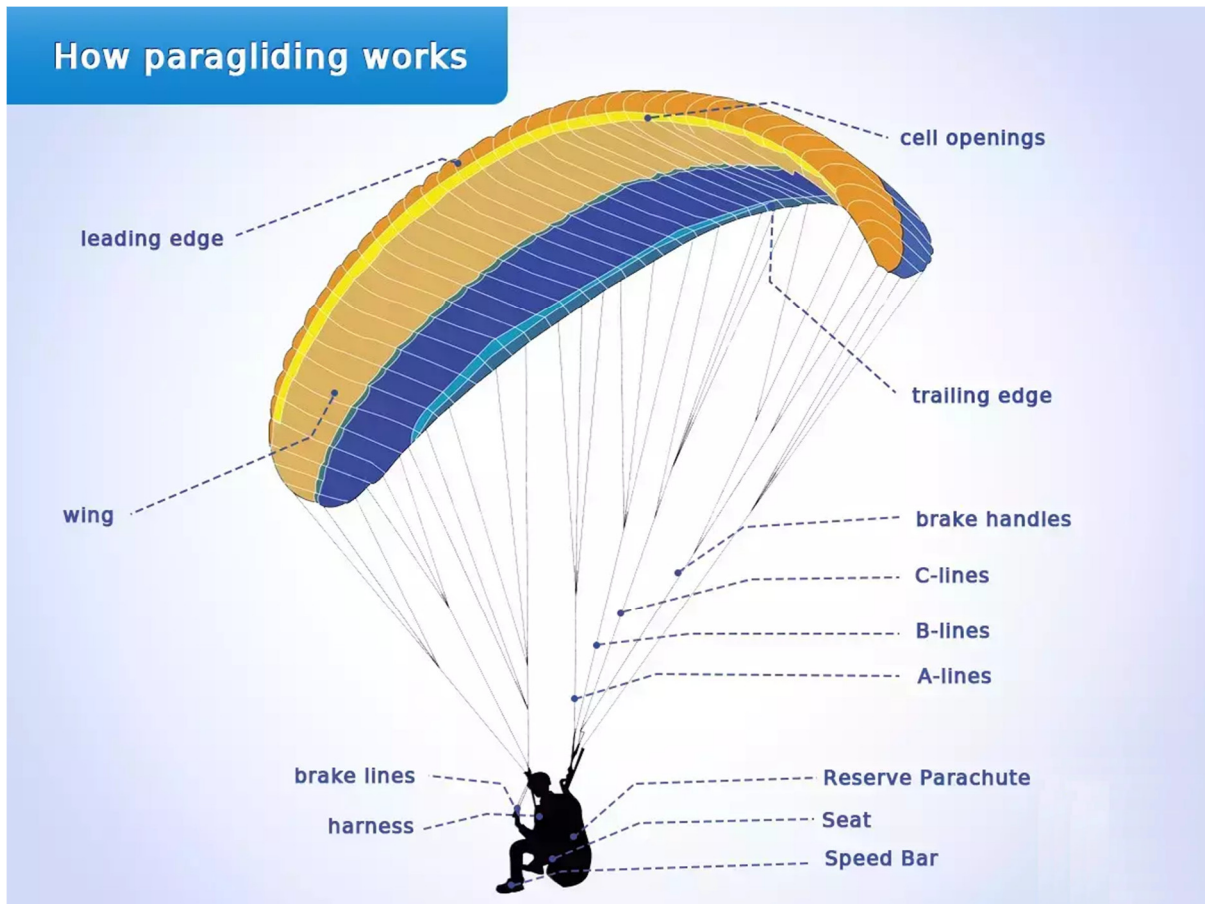 How paragliding works
cell openings
leading edge
trailing edge
wing
brake handles
C-lines
B-lines
A-lines
brake lines
Reserve Parachute
harness
Seat
Speed Bar